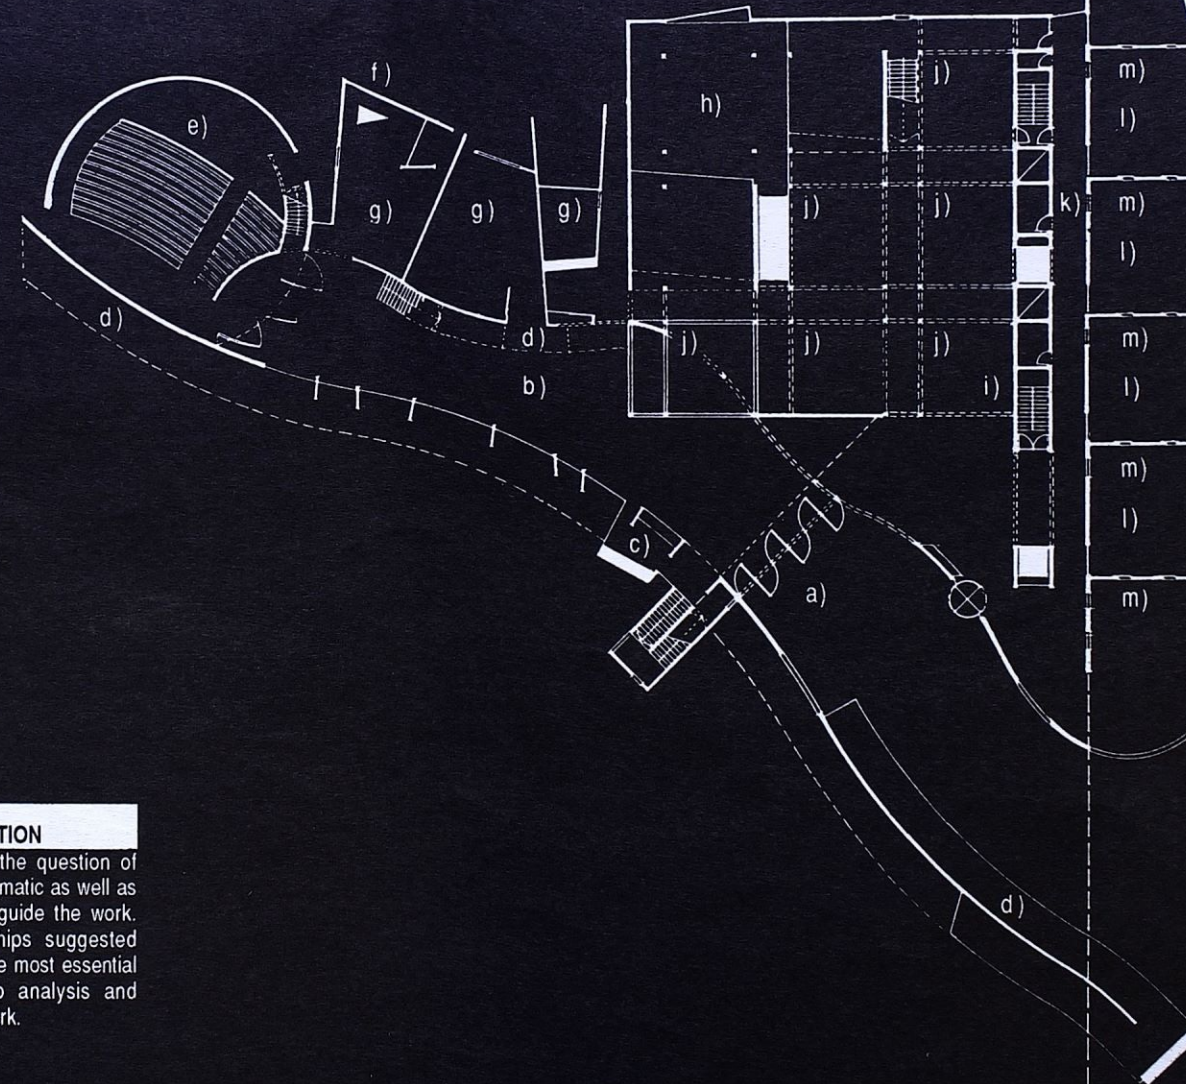 m)
j)
f)
h)
l)
e)
m)
g)
g)
g)
j)
j)
k)
l)
d)
d)
j)
j)
j)
m)
b)
i)
l)
m)
l)
c)
a)
m)
TION
the question of
matic as well as
guide the work.
hips suggested
e most essential
o analysis and
rk.
d)